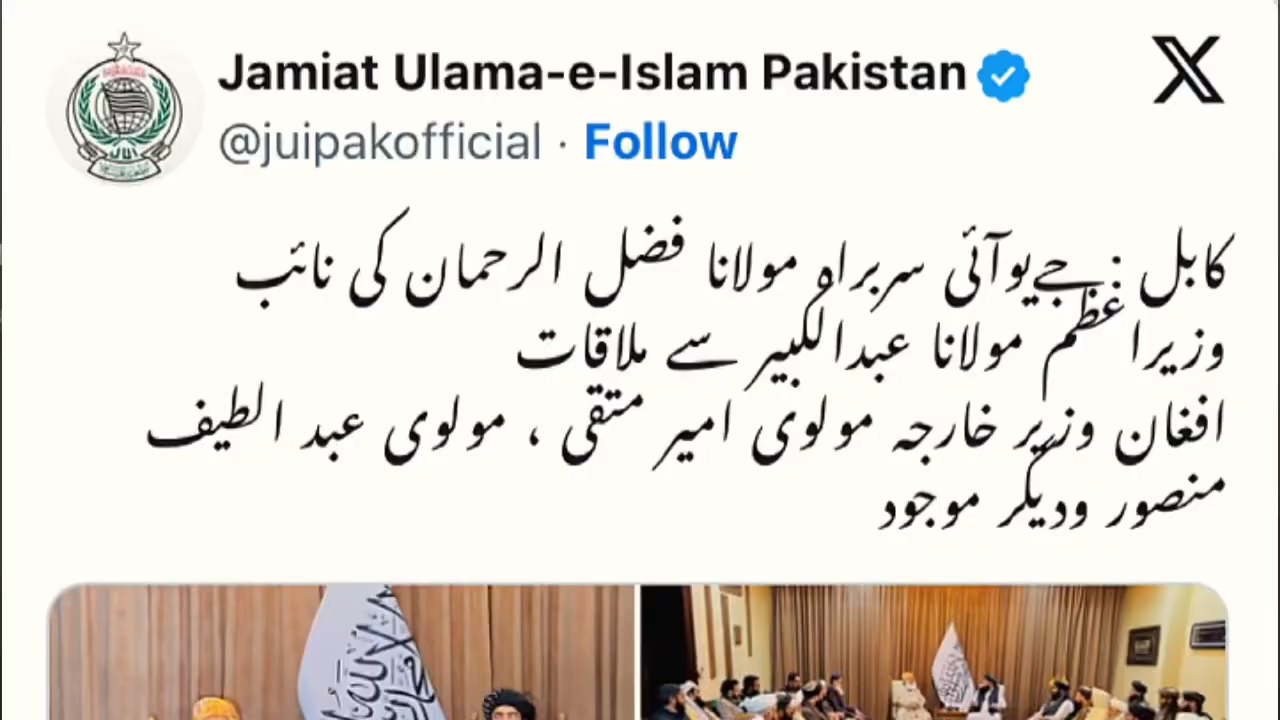 Jamiat Ulama-e-Islam Pakistan
@juipakofficial · Follow
کابل : جےیوآئی سربراہ مولانا فضل الرحمان کی نائب
وزیراعظم مولانا عبدالکبیر سے ملاقات
افغان وزیر خارجہ مولوی امیر متقی ، مولوی عبد الطیف
منصور ودیگر موجود